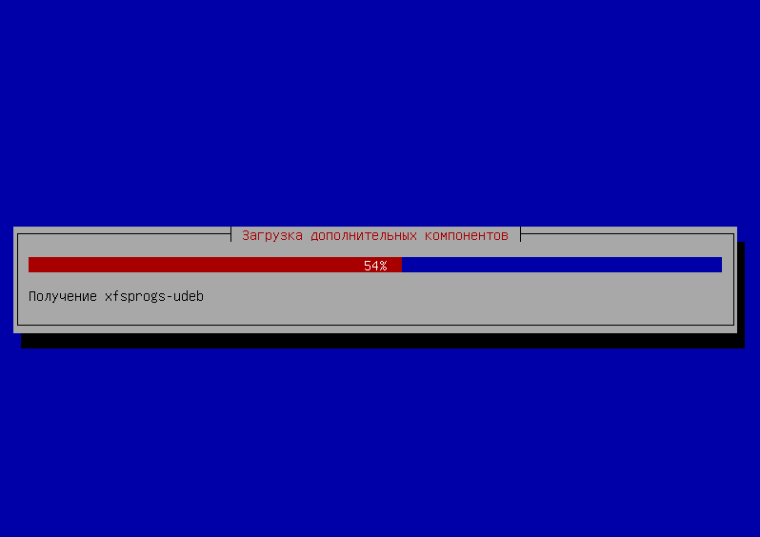 Загрузка дополнительных компонентов
54%
Получение xfsprogs-udeb